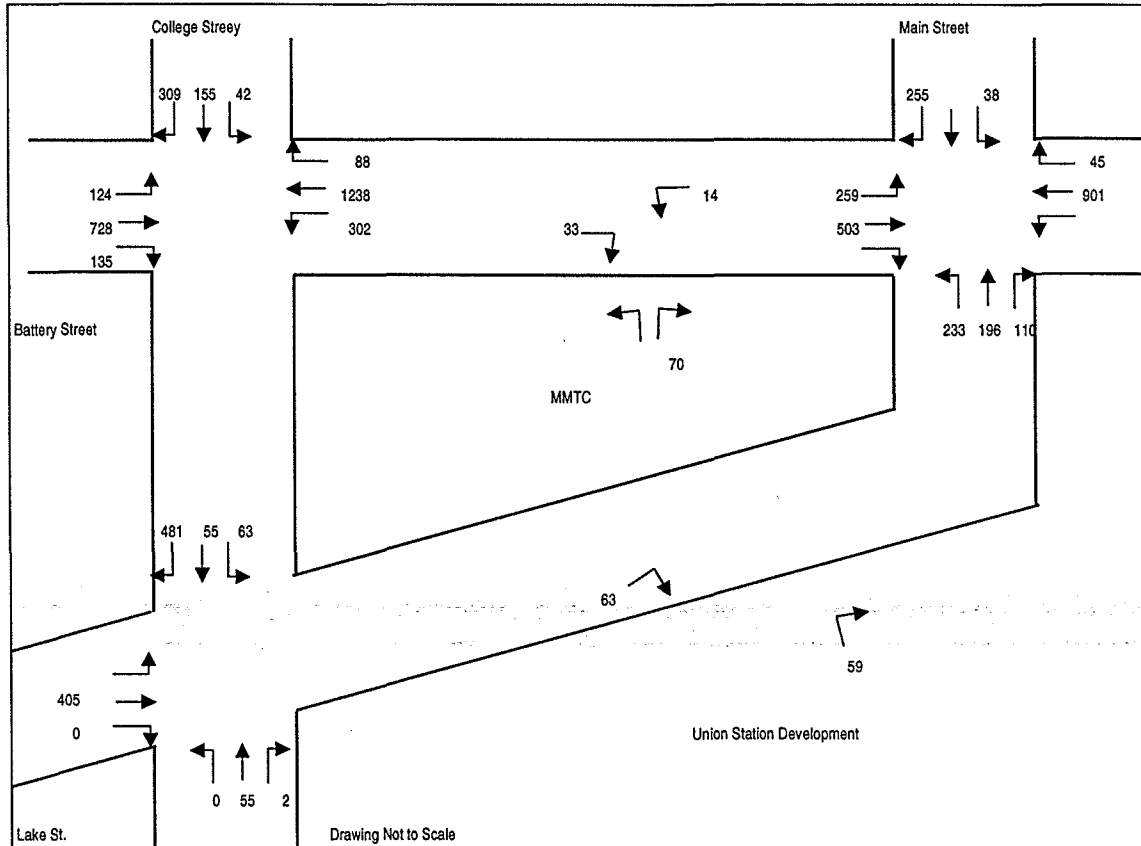 College Streey
Main Street
309 155 42
255 38
88
45
124
1238
259
14
901
728
302
33
503
135
Battery Street
233 196 110
70
MMTC
481 55 63
63
59
405
0
Union Station Development
0 55 2
Lake St.
Drawing Not to Scale